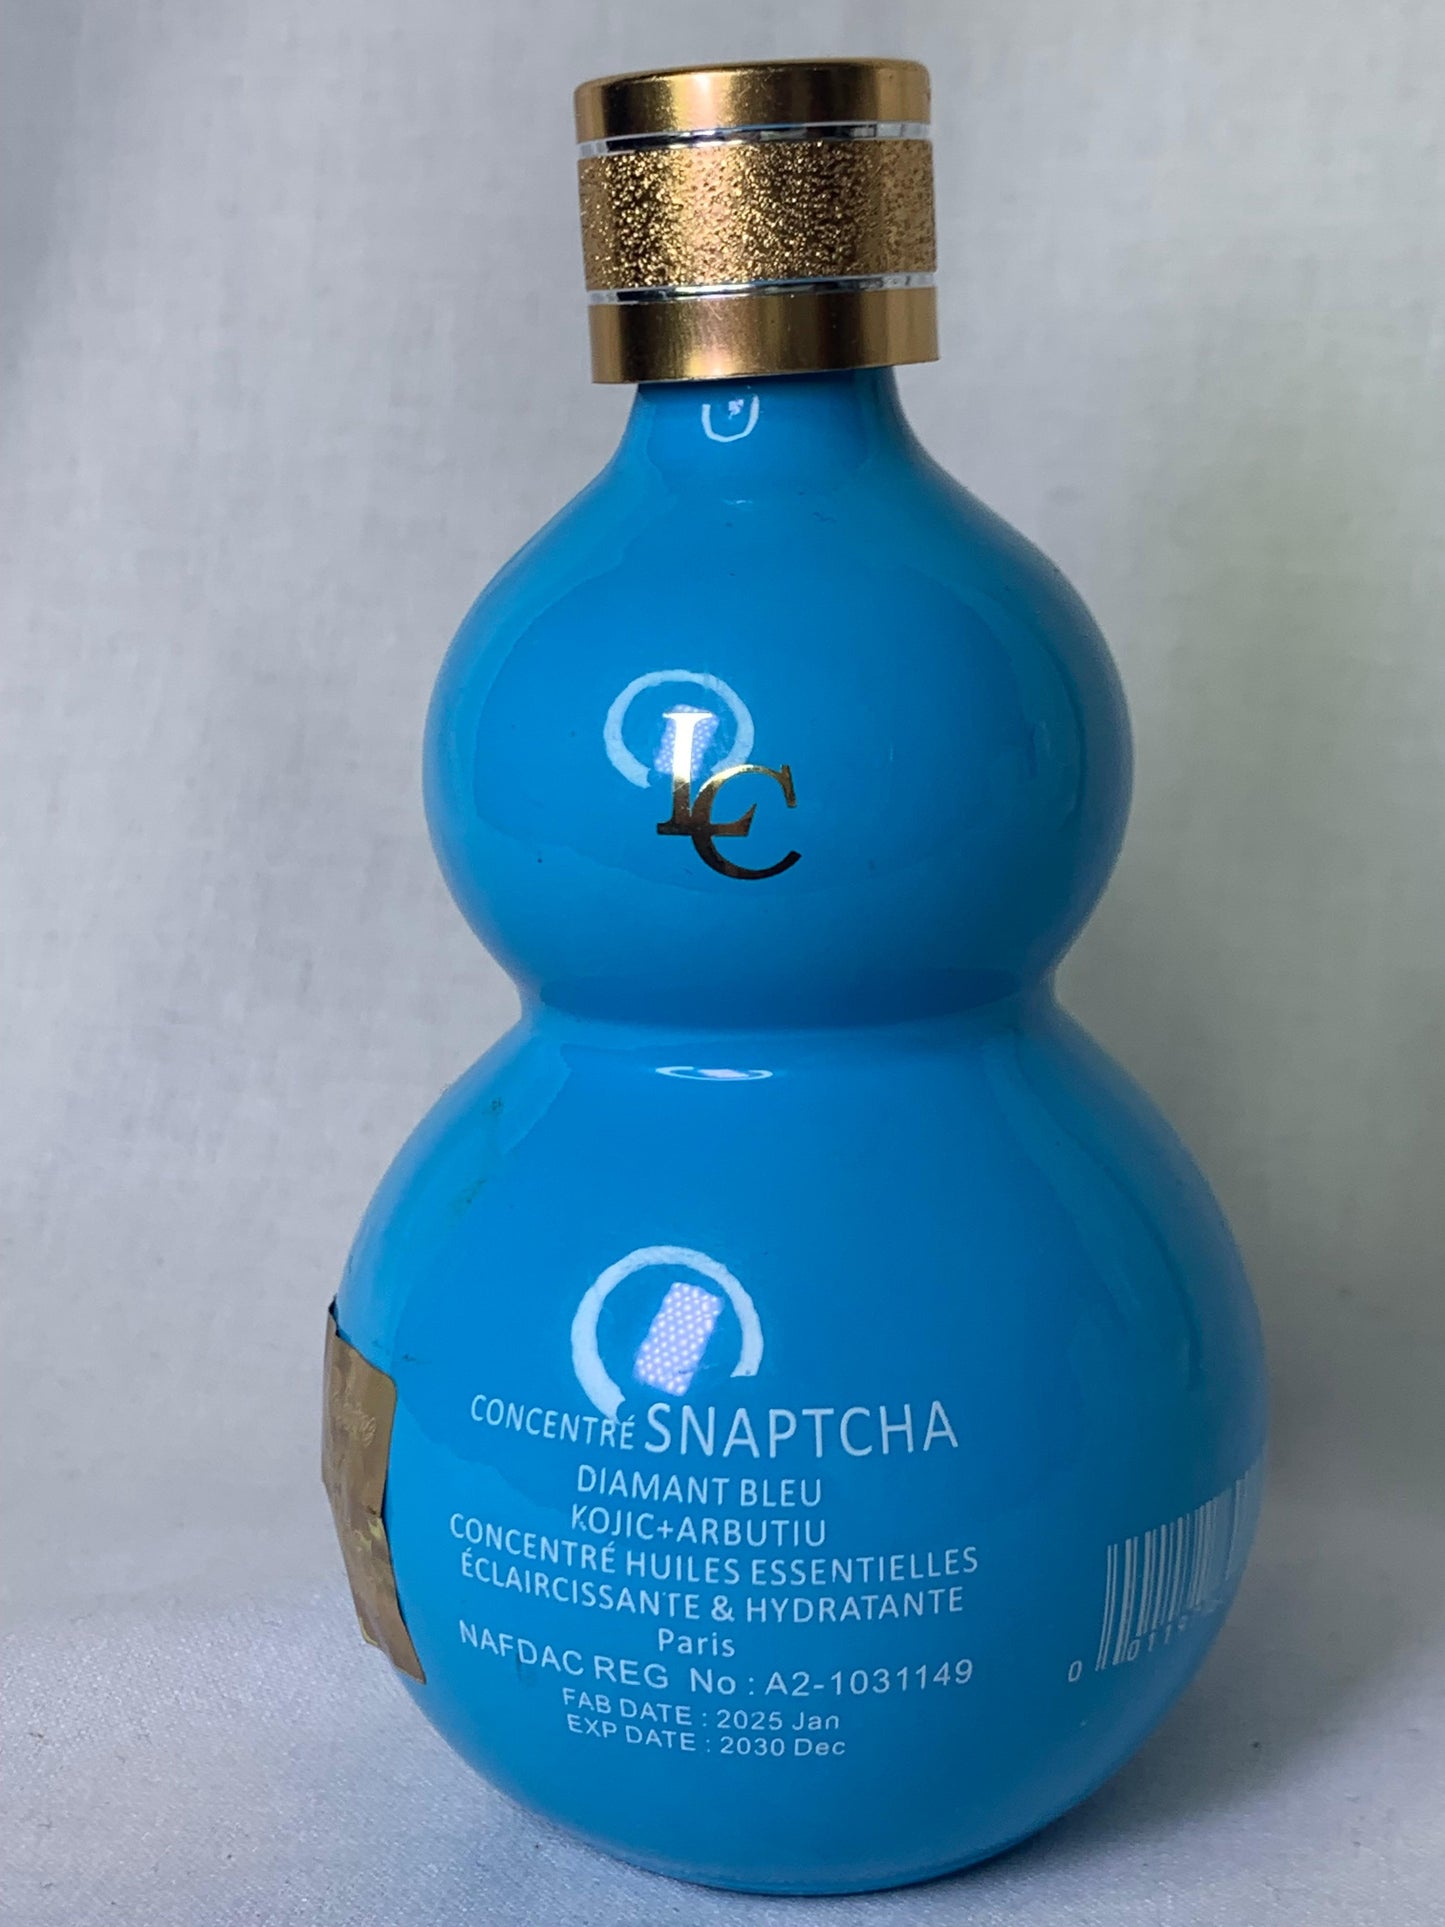 LC
CONCENTRÉ SNAPTCHA
DIAMANT BLEU
KOJIC+ARBUTIU
CONCENTRÉ HUILES ESSENTIELLES
ÉCLAIRCISSANTE & HYDRATANTE
Paris
NAFDAC REG No : A2-1031149
FAB DATE : 2025 Jan
EXP DATE : 2030 Dec